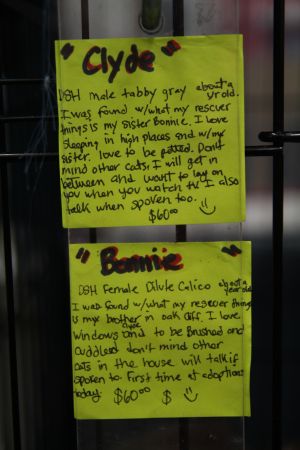 "Clyde"
DSH male tabby gray about a
yr old.
I was found w/what my rescuer
things is my sister Bonnie. I love
sleeping in high places and w/my
sister. love to be petted. Don't
mind other cats, I will get in
between and want to lay on
you when you watch tv I also
talk when spoken too.
$60.00
"Bonnie"
DSH Female Dilute Calico about a
year old
I was found w/what my rescuer things
is my brother in oak cliff. I love
Clyde
windows and to be Brushed and
cuddled don't mind other
cats in the house will talk if
spoken to. First time at adoptions
today. $60.00 $